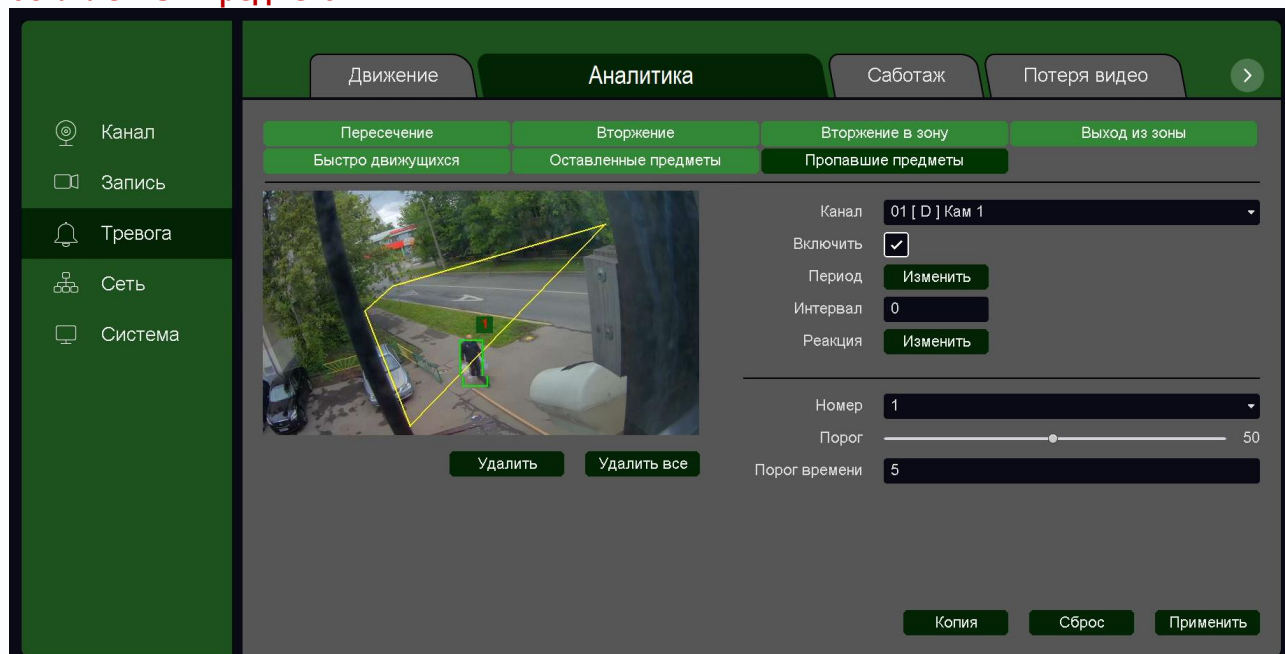 Движение Аналитика Саботаж Потеря видео
Канал
Запись
Тревога
Сеть
Система
Пересечение Вторжение Вторжение в зону Выход из зоны
Быстро движущихся Оставленные предметы Пропавшие предметы
Канал 01 [ D ] Кам 1
Включить
Период Изменить
Интервал 0
Реакция Изменить
1
Номер 1
Порог 50
Порог времени 5
Удалить Удалить все
Копия Сброс Применить